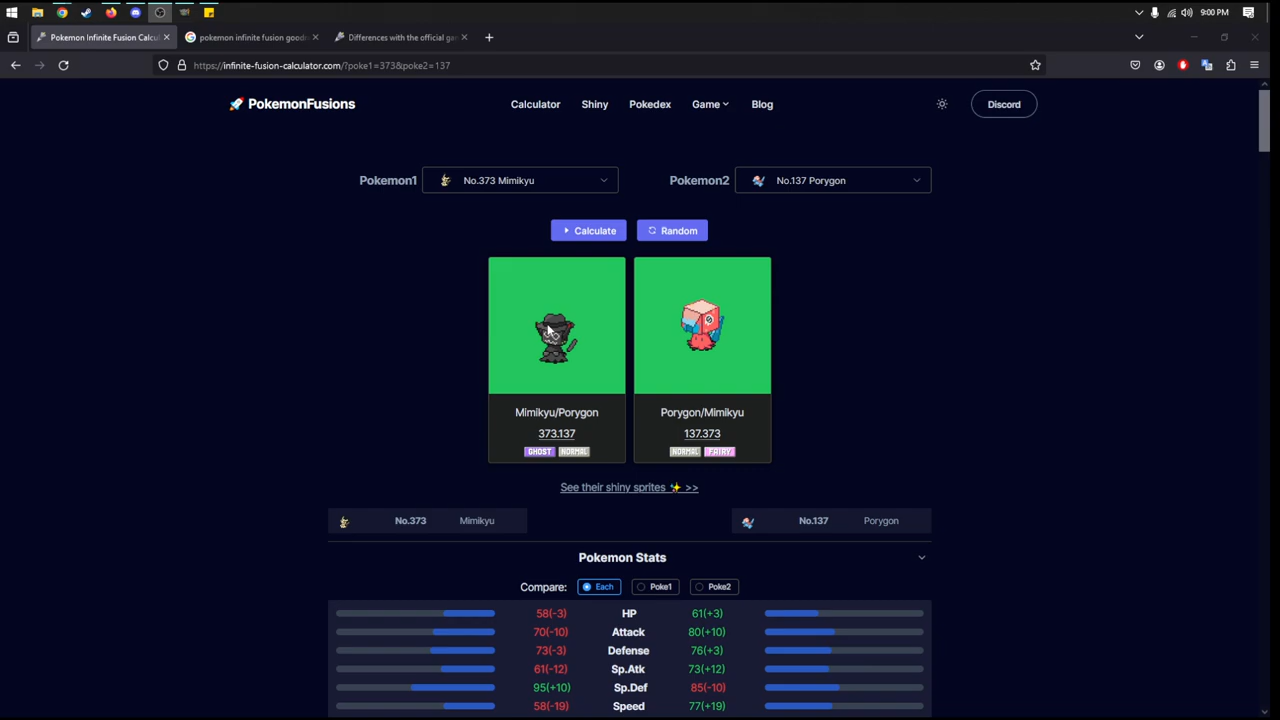 9:00 PM
Pokemon Infinite Fusion Calcul
pokemon infinite fusion goodr
Differences with the official ga
https://infinite-fusion-calculator.com/?poke1=373&poke2=137
PokemonFusions
Calculator Shiny Pokedex Game Blog
Discord
Pokemon1 No.373 Mimikyu
Pokemon2 No.137 Porygon
Calculate Random
Mimikyu/Porygon Porygon/Mimikyu
373.137 137.373
GHOST NORMAL NORMAL FAIRY
See their shiny sprites ✨ >>
No.373 Mimikyu No.137 Porygon
Pokemon Stats
Compare: Each Poke1 Poke2
58(-3) HP 61(+3)
70(-10) Attack 80(+10)
73(-3) Defense 76(+3)
61(-12) Sp.Atk 73(+12)
95(+10) Sp.Def 85(-10)
58(-19) Speed 77(+19)